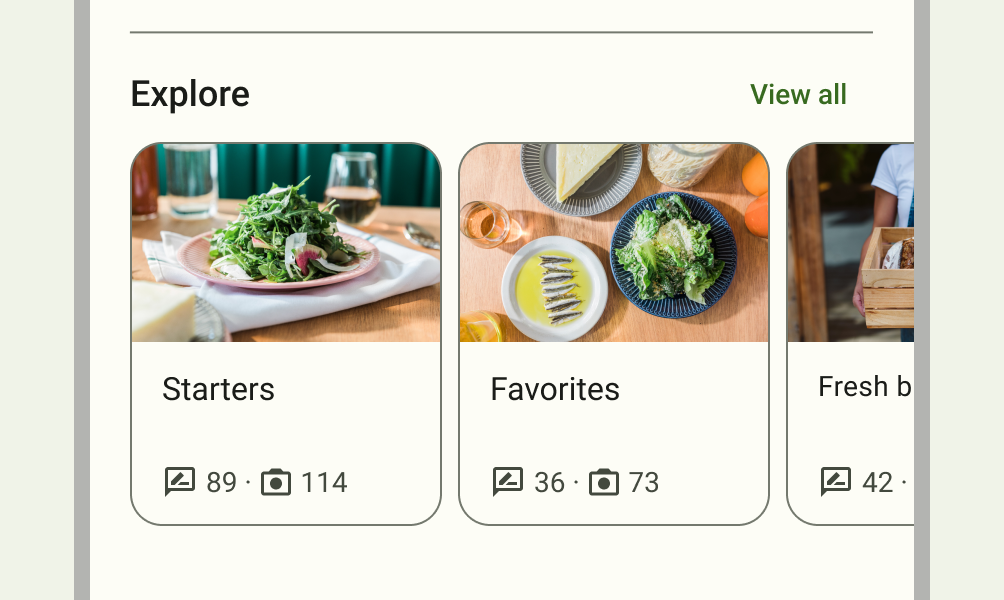 Explore
View all
Starters
Favorites
Fresh b
89 · 114
36 · 73
42 ·